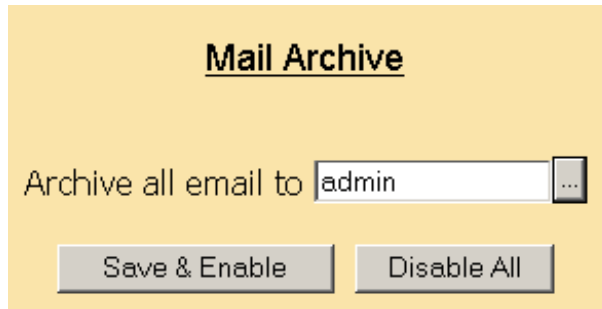 Mail Archive
Archive all email to admin ...
Save & Enable Disable All